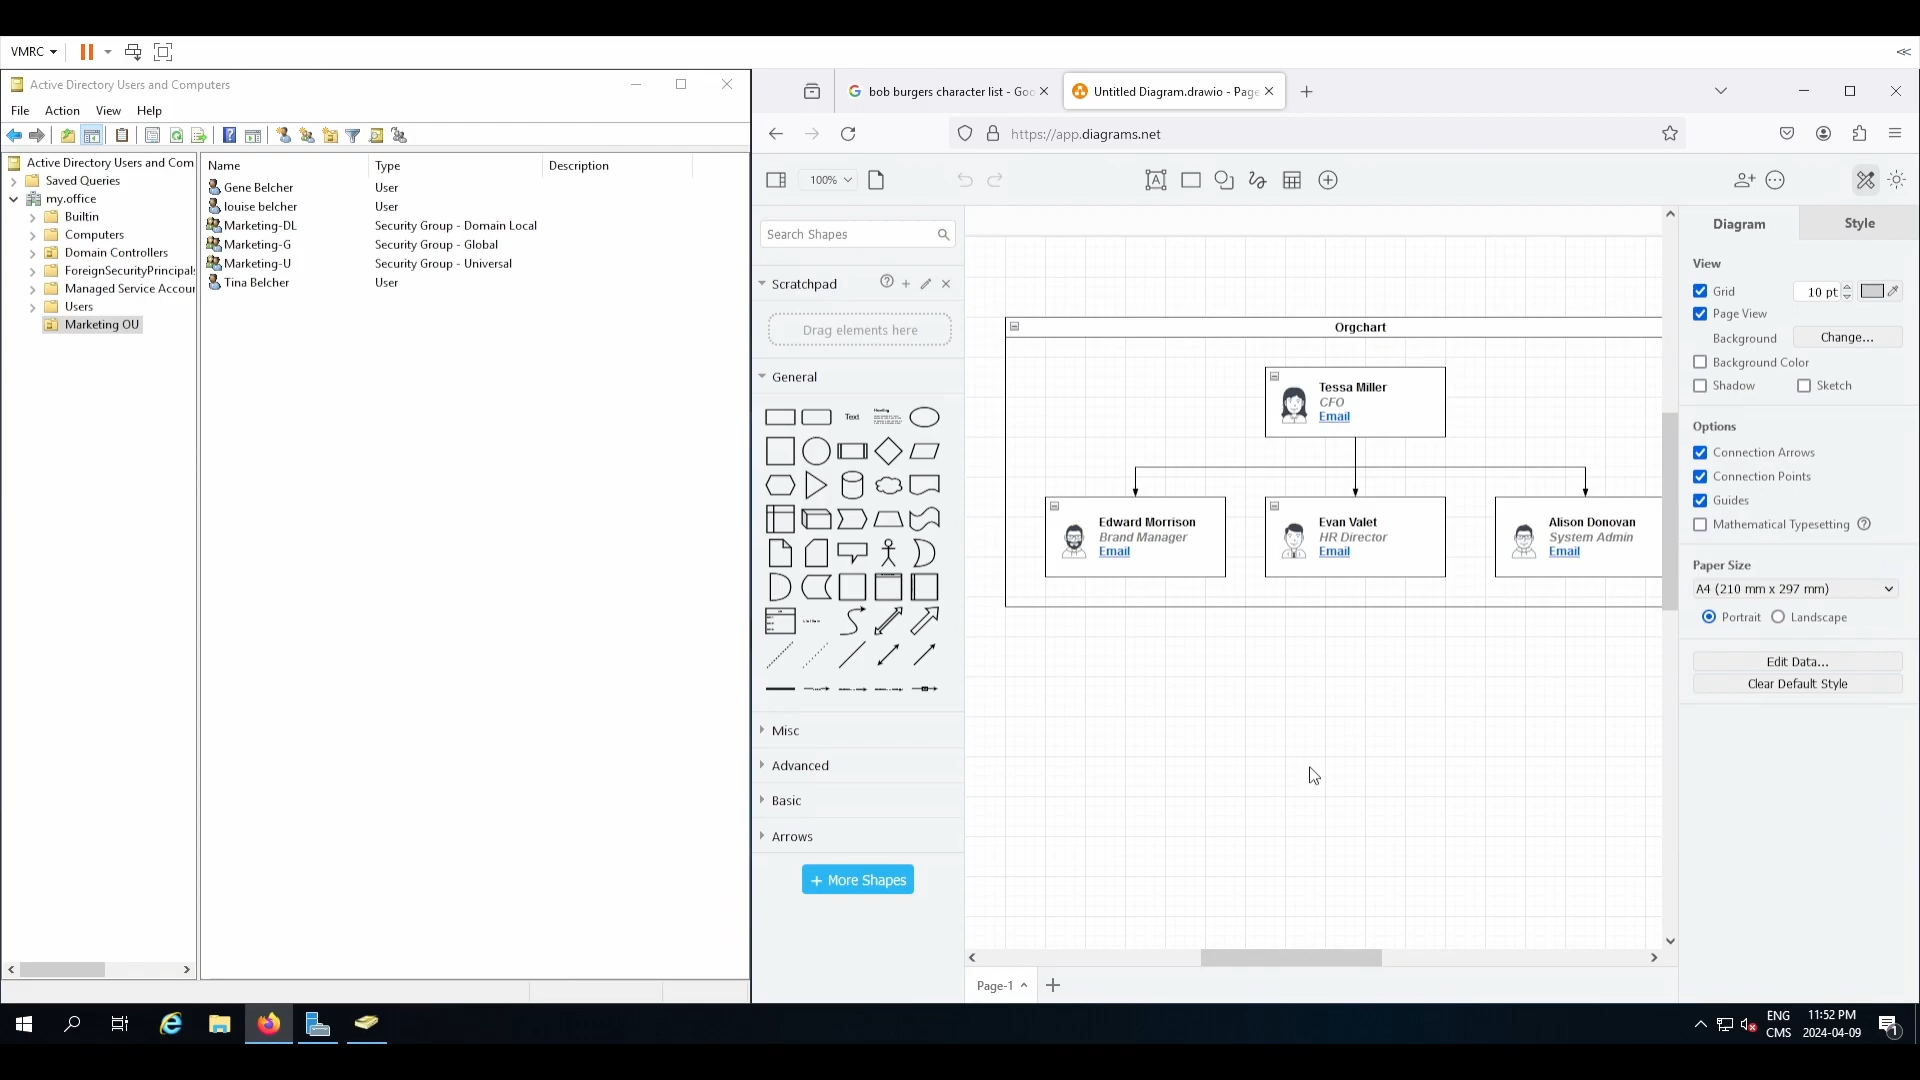 VMRC
Active Directory Users and Computers
File Action View Help
Active Directory Users and Com
Saved Queries
my.office
Builtin
Computers
Domain Controllers
ForeignSecurityPrincipals
Managed Service Accour
Users
Marketing OU
Name Type Description
Gene Belcher User
louise belcher User
Marketing-DL Security Group - Domain Local
Marketing-G Security Group - Global
Marketing-U Security Group - Universal
Tina Belcher User
bob burgers character list - Goo
Untitled Diagram.drawio - Page
https://app.diagrams.net
100%
Search Shapes
Scratchpad
Drag elements here
General
Text
Heading
Misc
Advanced
Basic
Arrows
+ More Shapes
Orgchart
Tessa Miller
CFO
Email
Edward Morrison
Brand Manager
Email
Evan Valet
HR Director
Email
Alison Donovan
System Admin
Email
Page-1
Diagram Style
View
Grid 10 pt
Page View
Background Change...
Background Color
Shadow Sketch
Options
Connection Arrows
Connection Points
Guides
Mathematical Typesetting
Paper Size
A4 (210 mm x 297 mm)
Portrait Landscape
Edit Data...
Clear Default Style
ENG
CMS
11:52 PM
2024-04-09
1